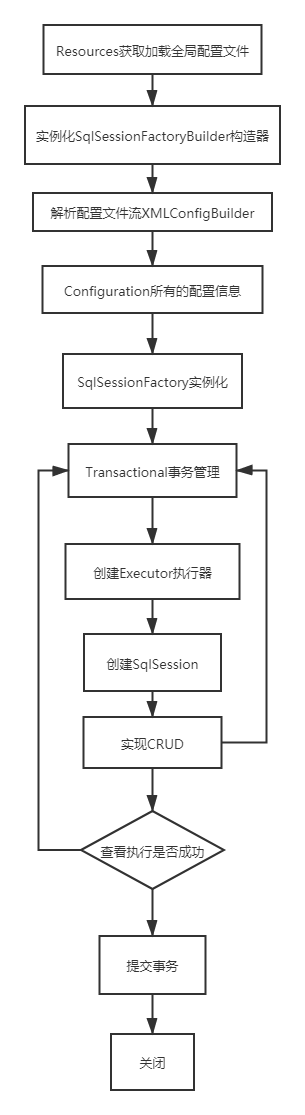 Resources获取加载全局配置文件
实例化SqlSessionFactoryBuilder构造器
解析配置文件流XMLConfigBuilder
Configuration所有的配置信息
SqlSessionFactory实例化
Transactional事务管理
创建Executor执行器
创建SqlSession
实现CRUD
查看执行是否成功
提交事务
关闭